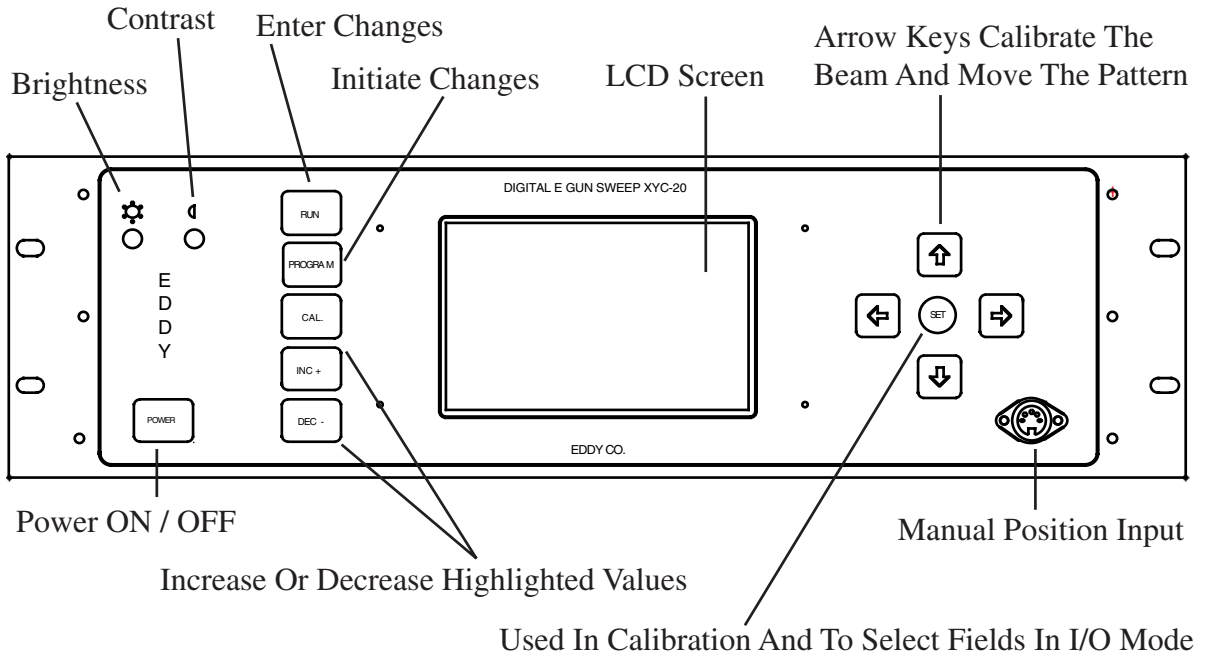 Contrast
Enter Changes
Arrow Keys Calibrate The
Beam And Move The Pattern
Brightness
Initiate Changes
LCD Screen
DIGITAL E GUN SWEEP XYC-20
RUN
PROGRAM
CAL.
INC +
DEC -
E
D
D
Y
POWER
SET
EDDY CO.
Power ON / OFF
Manual Position Input
Increase Or Decrease Highlighted Values
Used In Calibration And To Select Fields In I/O Mode